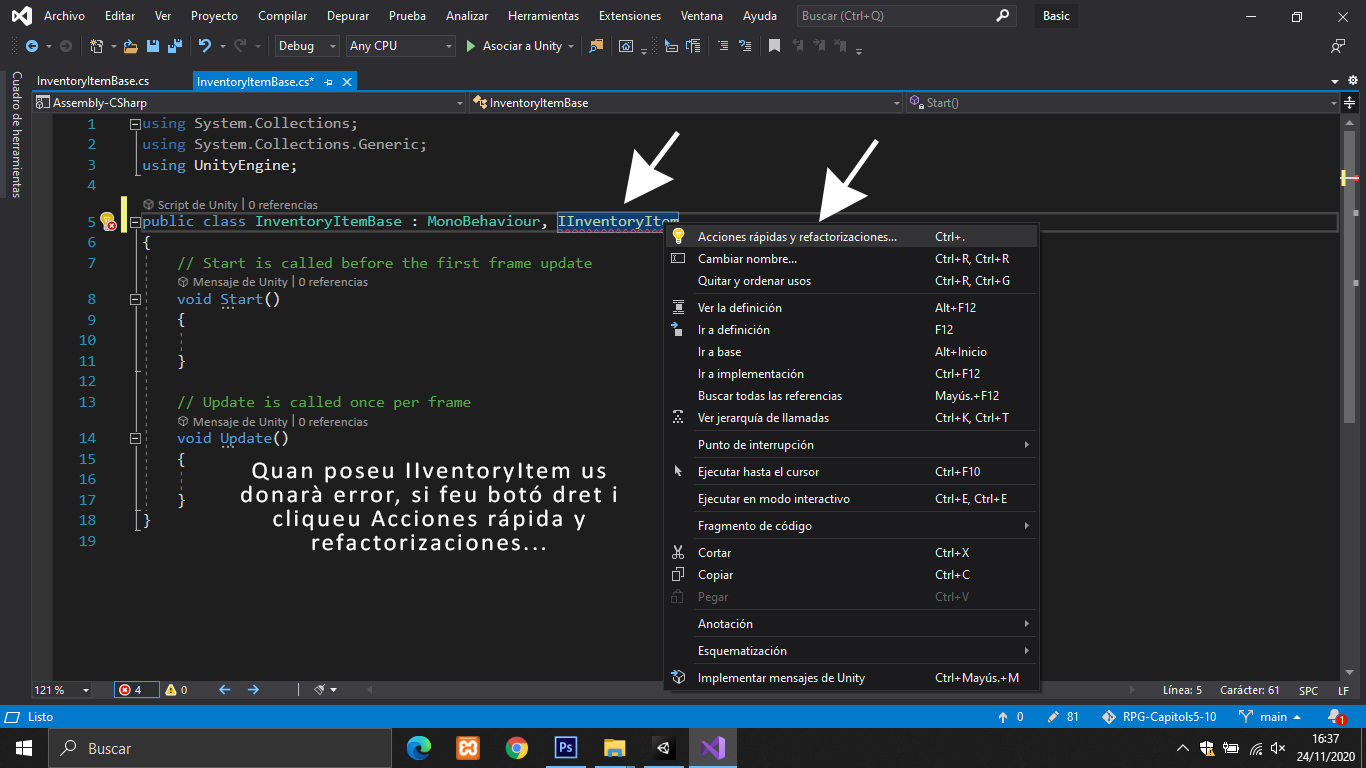 Archivo Editar Ver Proyecto Compilar Depurar Prueba Analizar Herramientas Extensiones Ventana Ayuda Buscar (Ctrl+Q) Basic
Debug Any CPU Asociar a Unity
InventoryItemBase.cs InventoryItemBase.cs*
Cuadro de herramientas
Assembly-CSharp InventoryItemBase Start()
1 using System.Collections;
2 using System.Collections.Generic;
3 using UnityEngine;
4
Script de Unity | 0 referencias
5 public class InventoryItemBase : MonoBehaviour, IInventoryItem
6 {
7 // Start is called before the first frame update
Mensaje de Unity | 0 referencias
8 void Start()
9 {
10
11 }
12
13 // Update is called once per frame
Mensaje de Unity | 0 referencias
14 void Update()
15 {
16
17 }
18 }
19
Quan poseu IIventoryItem us
donarà error, si feu botó dret i
cliqueu Acciones rápida y
refactorizaciones...
Acciones rápidas y refactorizaciones... Ctrl+.
Cambiar nombre... Ctrl+R, Ctrl+R
Quitar y ordenar usos Ctrl+R, Ctrl+G
Ver la definición Alt+F12
Ir a definición F12
Ir a base Alt+Inicio
Ir a implementación Ctrl+F12
Buscar todas las referencias Mayús.+F12
Ver jerarquía de llamadas Ctrl+K, Ctrl+T
Punto de interrupción
Ejecutar hasta el cursor Ctrl+F10
Ejecutar en modo interactivo Ctrl+E, Ctrl+E
Fragmento de código
Cortar Ctrl+X
Copiar Ctrl+C
Pegar Ctrl+V
Anotación
Esquematización
Implementar mensajes de Unity Ctrl+Mayús.+M
121 % 4 0 Línea: 5 Carácter: 61 SPC LF
Listo 0 81 RPG-Capitols5-10 main 1
Buscar Ps 16:37
24/11/2020